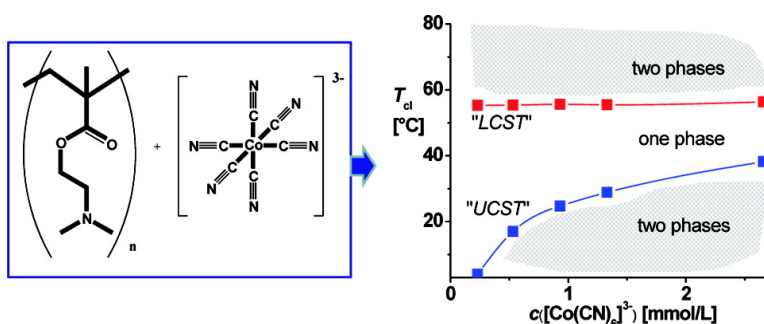 O
O
N
n
+
3-
N
C
N
C
N
C
N
C
Co
C
N
C
N
80
60
40
20
T_cl
[°C]
two phases
"LCST"
one phase
"UCST"
two phases
0
1
2
c([Co(CN)₆]³⁻) [mmol/L]